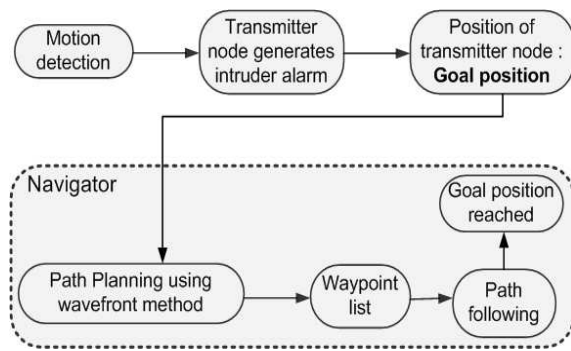 Motion
detection
Transmitter
node generates
intruder alarm
Position of
transmitter node :
Goal position
Navigator
Goal position
reached
Path Planning using
wavefront method
Waypoint
list
Path
following